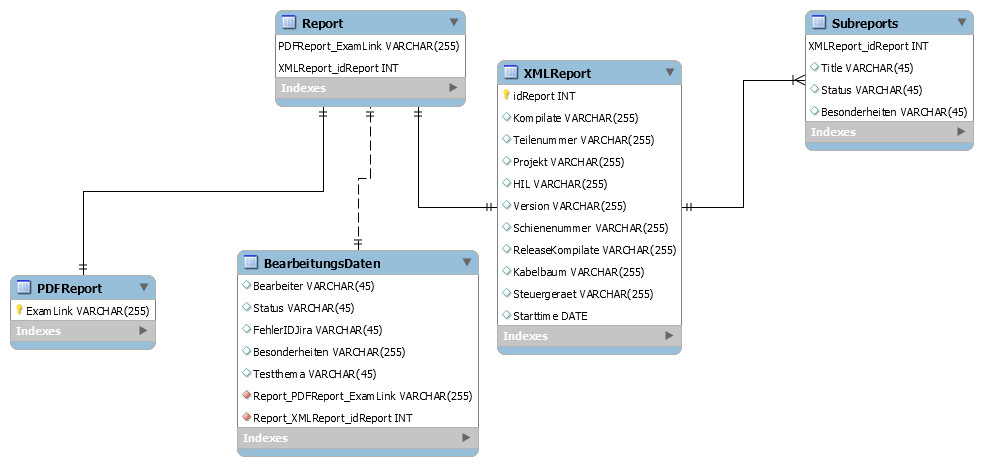 Report
PDFReport_ExamLink VARCHAR(255)
XMLReport_idReport INT
Indexes
PDFReport
ExamLink VARCHAR(255)
Indexes
BearbeitungsDaten
Bearbeiter VARCHAR(45)
Status VARCHAR(45)
FehlerIDJira VARCHAR(45)
Besonderheiten VARCHAR(255)
Testthema VARCHAR(45)
Report_PDFReport_ExamLink VARCHAR(255)
Report_XMLReport_idReport INT
Indexes
XMLReport
idReport INT
Kompilate VARCHAR(255)
Teilenummer VARCHAR(255)
Projekt VARCHAR(255)
HIL VARCHAR(255)
Version VARCHAR(255)
Schienenummer VARCHAR(255)
ReleaseKompilate VARCHAR(255)
Kabelbaum VARCHAR(255)
Steuergeraet VARCHAR(255)
Starttime DATE
Indexes
Subreports
XMLReport_idReport INT
Title VARCHAR(45)
Status VARCHAR(45)
Besonderheiten VARCHAR(45)
Indexes